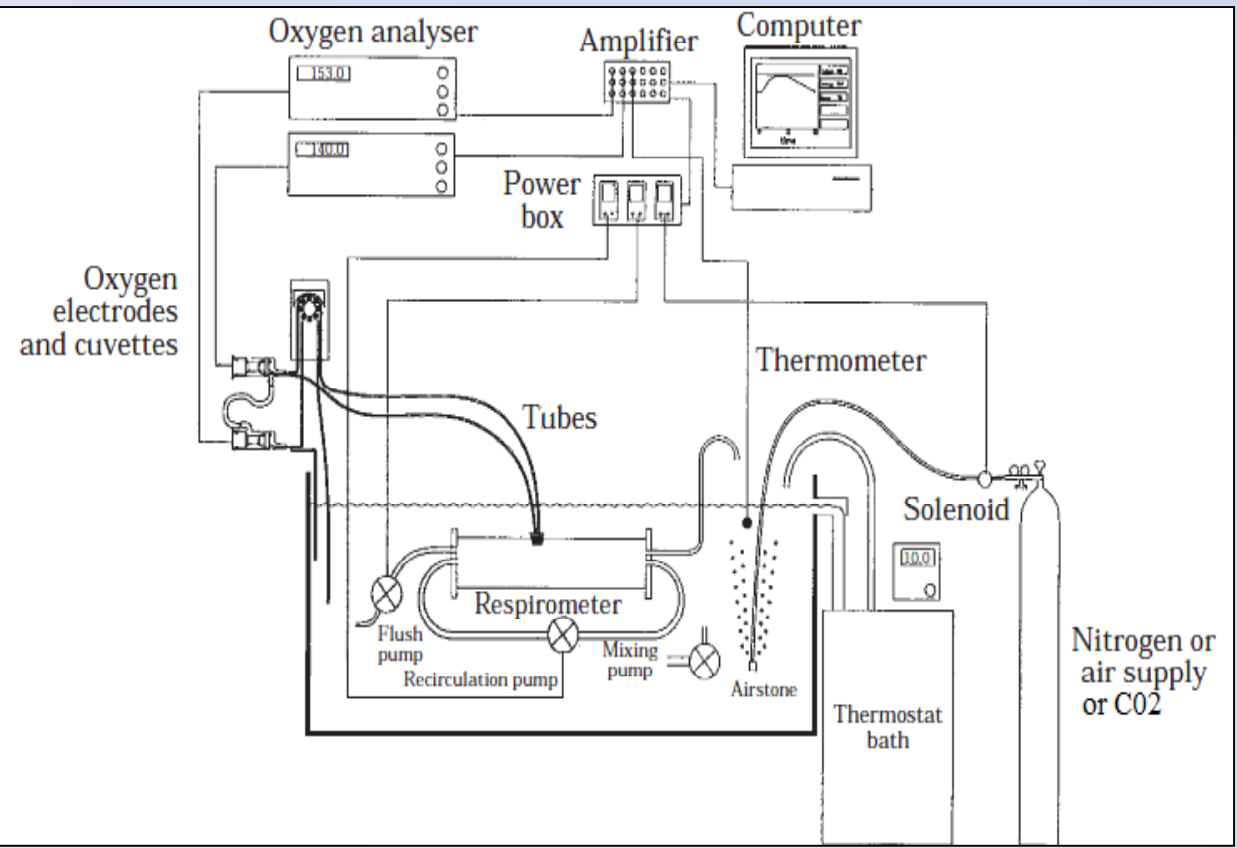 Oxygen analyser
Amplifier
Computer
153.0
140.0
time
Power
box
Oxygen
electrodes
and cuvettes
Thermometer
Tubes
Solenoid
10.0
Respirometer
Flush
pump
Recirculation pump
Mixing
pump
Airstone
Thermostat
bath
Nitrogen or
air supply
or C02